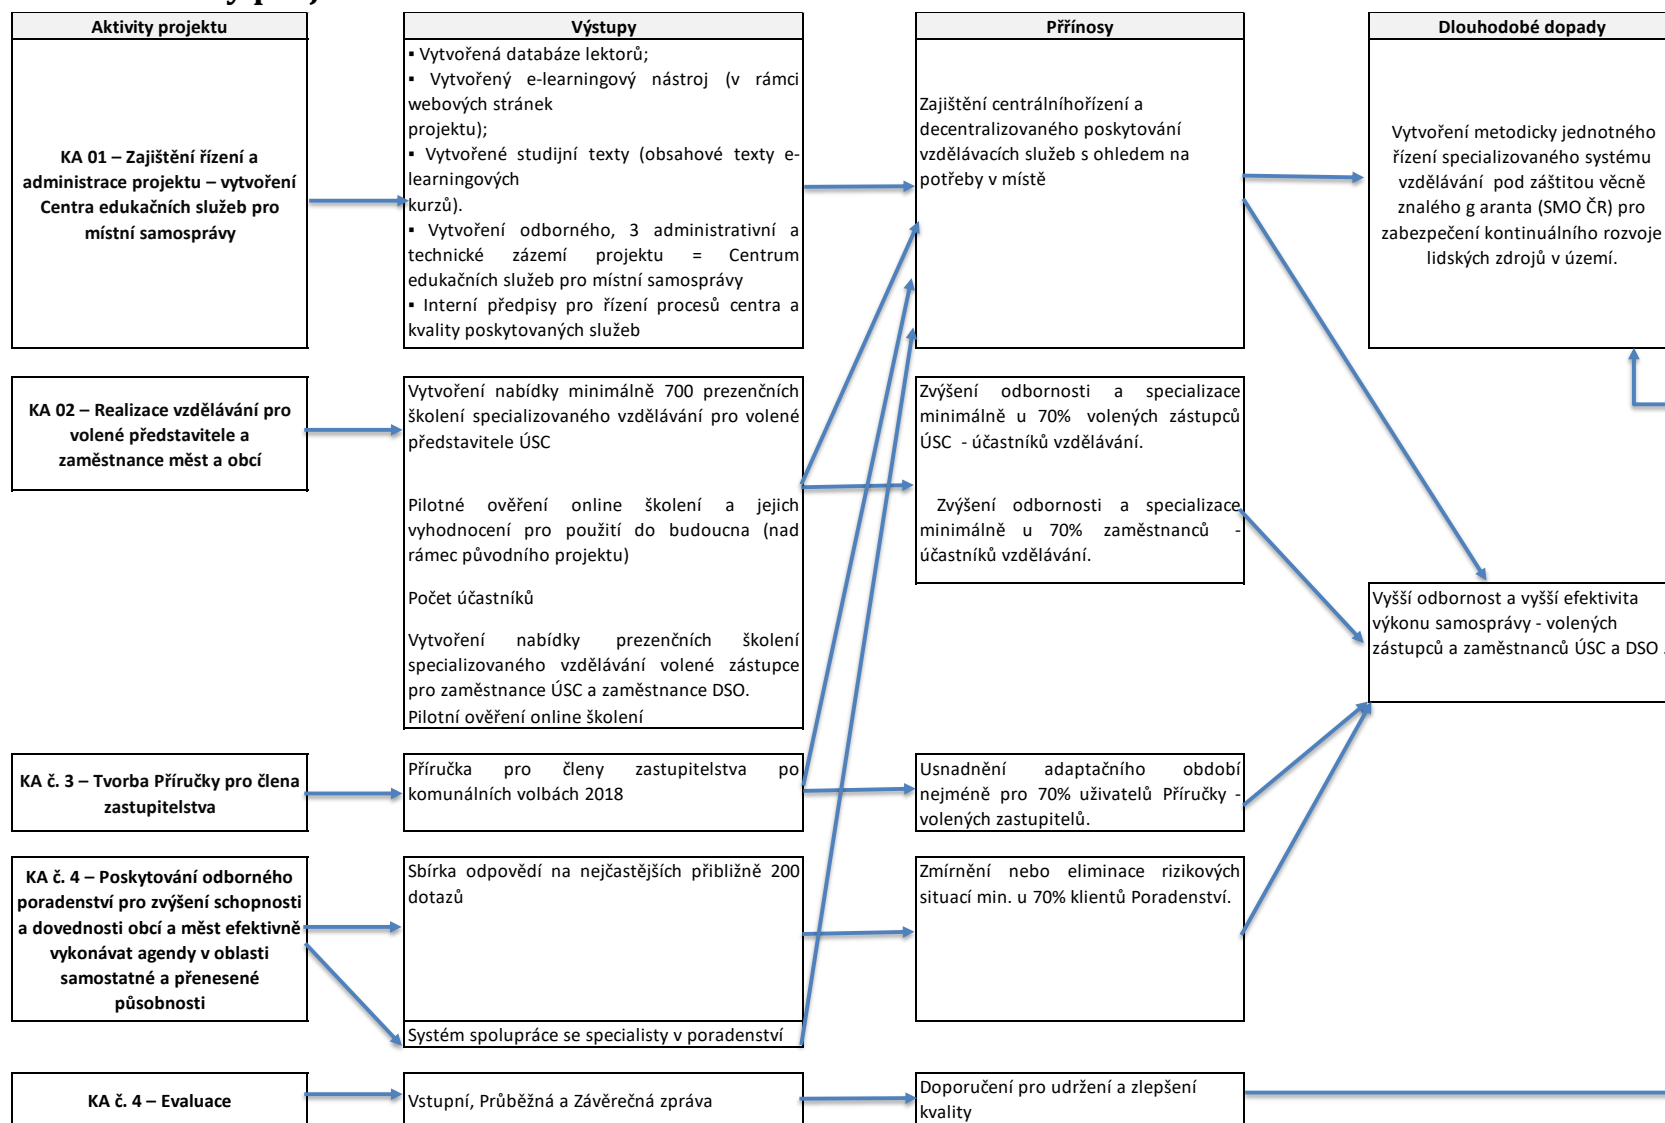 Aktivity projektu
Výstupy
Přřínosy
Dlouhodobé dopady
KA 01 – Zajištění řízení a
administrace projektu – vytvoření
Centra edukačních služeb pro
místní samosprávy
▪ Vytvořená databáze lektorů;
▪ Vytvořený e-learningový nástroj (v rámci
webových stránek
projektu);
▪ Vytvořené studijní texty (obsahové texty e-
learningových
kurzů).
▪ Vytvoření odborného, 3 administrativní a
technické zázemí projektu = Centrum
edukačních služeb pro místní samosprávy
▪ Interní předpisy pro řízení procesů centra a
kvality poskytovaných služeb
Zajištění centrálníhořízení a
decentralizovaného poskytování
vzdělávacích služeb s ohledem na
potřeby v místě
Vytvoření metodicky jednotného
řízení specializovaného systému
vzdělávání pod záštitou věcně
znalého g aranta (SMO ČR) pro
zabezpečení kontinuálního rozvoje
lidských zdrojů v území.
KA 02 – Realizace vzdělávání pro
volené představitele a
zaměstnance měst a obcí
Vytvoření nabídky minimálně 700 prezenčních
školení specializovaného vzdělávání pro volené
představitele ÚSC
Pilotné ověření online školení a jejich
vyhodnocení pro použití do budoucna (nad
rámec původního projektu)
Počet účastníků
Vytvoření nabídky prezenčních školení
specializovaného vzdělávání volené zástupce
pro zaměstnance ÚSC a zaměstnance DSO.
Pilotní ověření online školení
Zvýšení odbornosti a specializace
minimálně u 70% volených zástupců
ÚSC - účastníků vzdělávání.
Zvýšení odbornosti a specializace
minimálně u 70% zaměstnanců -
účastníků vzdělávání.
Vyšší odbornost a vyšší efektivita
výkonu samosprávy - volených
zástupců a zaměstnanců ÚSC a DSO .
KA č. 3 – Tvorba Příručky pro člena
zastupitelstva
Příručka pro členy zastupitelstva po
komunálních volbách 2018
Usnadnění adaptačního období
nejméně pro 70% uživatelů Příručky -
volených zastupitelů.
KA č. 4 – Poskytování odborného
poradenství pro zvýšení schopnosti
a dovednosti obcí a měst efektivně
vykonávat agendy v oblasti
samostatné a přenesené
působnosti
Sbírka odpovědí na nejčastějších přibližně 200
dotazů
Systém spolupráce se specialisty v poradenství
Zmírnění nebo eliminace rizikových
situací min. u 70% klientů Poradenství.
KA č. 4 – Evaluace
Vstupní, Průběžná a Závěrečná zpráva
Doporučení pro udržení a zlepšení
kvality